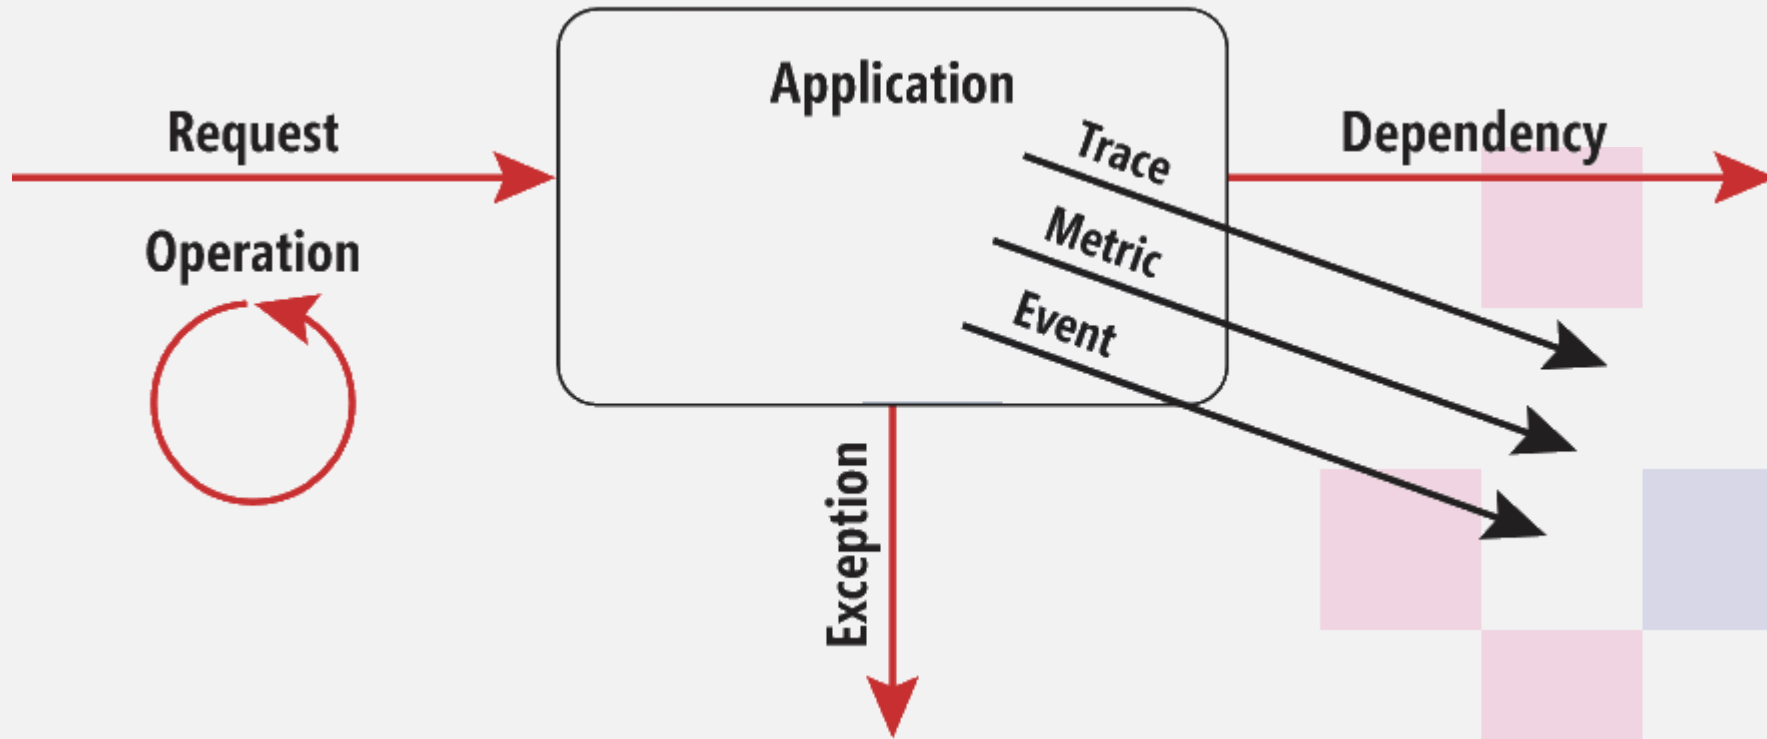 Application
Request
Dependency
Trace
Operation
Metric
Event
Exception